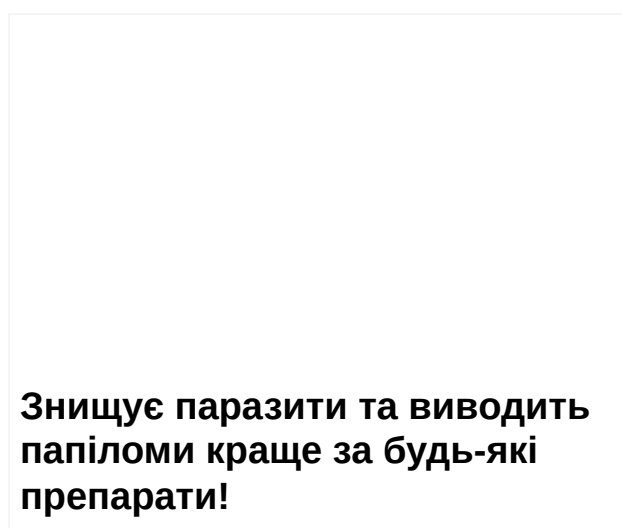 Знищує паразити та виводить
папіломи краще за будь-які
препарати!